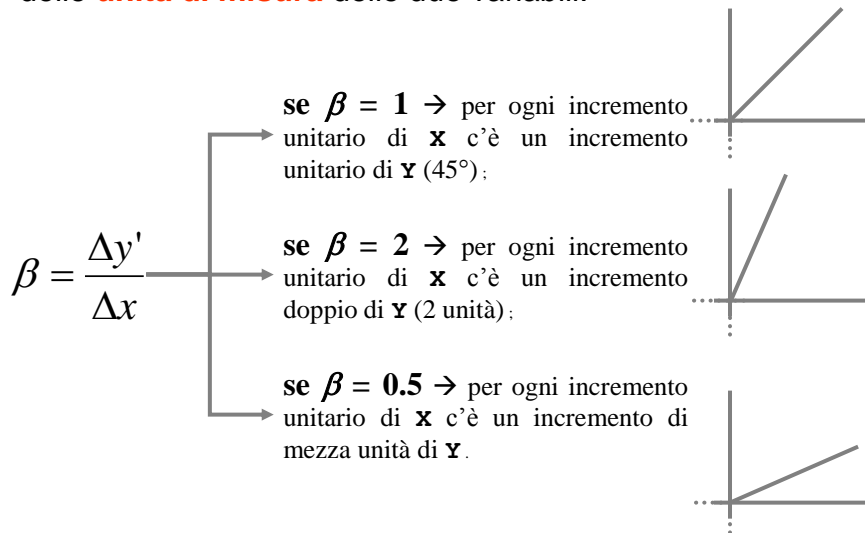 delle unità di misura delle due variabili.
se β = 1 → per ogni incremento
unitario di X c'è un incremento
unitario di Y (45°) ;
β = Δy' / Δx
se β = 2 → per ogni incremento
unitario di X c'è un incremento
doppio di Y (2 unità) ;
se β = 0.5 → per ogni incremento
unitario di X c'è un incremento di
mezza unità di Y .